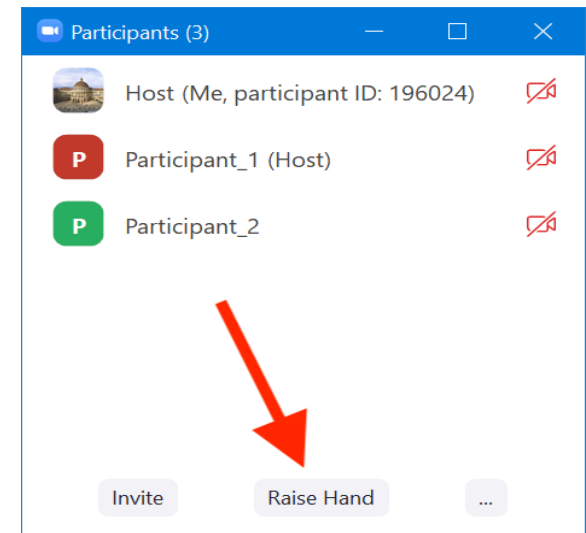 Participants (3)
Host (Me, participant ID: 196024)
P Participant_1 (Host)
P Participant_2
Invite Raise Hand ...